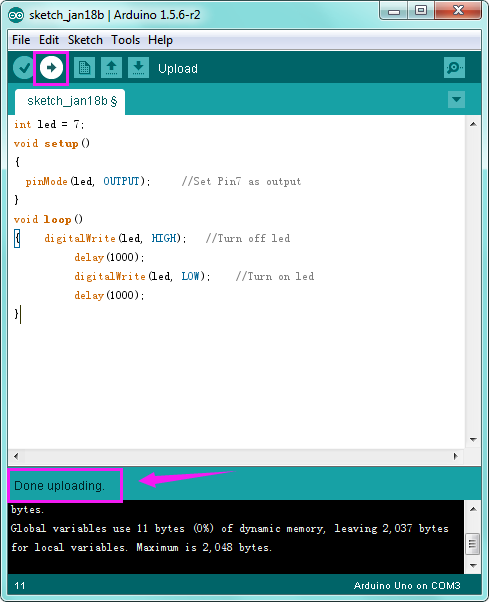 sketch_jan18b | Arduino 1.5.6-r2
File Edit Sketch Tools Help
Upload
sketch_jan18b §
int led = 7;
void setup()
{
pinMode(led, OUTPUT); //Set Pin7 as output
}
void loop()
{ digitalWrite(led, HIGH); //Turn off led
delay(1000);
digitalWrite(led, LOW); //Turn on led
delay(1000);
}
Done uploading.
bytes.
Global variables use 11 bytes (0%) of dynamic memory, leaving 2,037 bytes
for local variables. Maximum is 2,048 bytes.
11 Arduino Uno on COM3